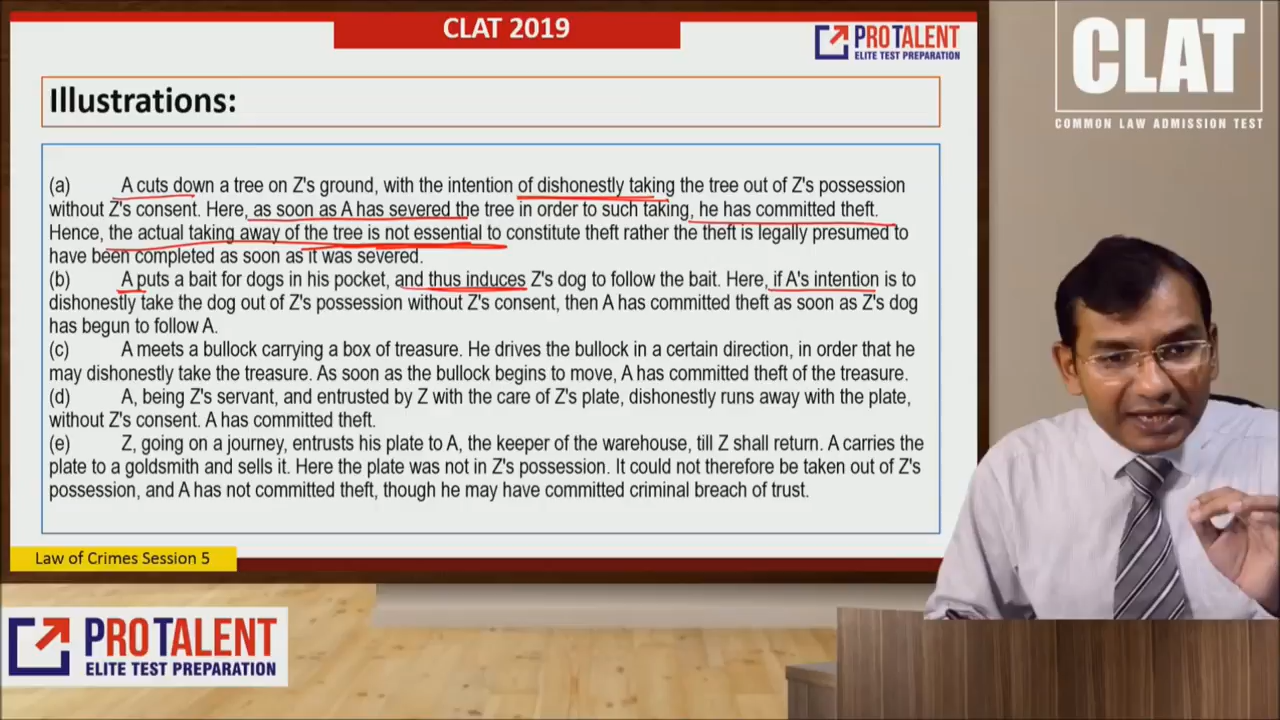 CLAT 2019
PROTALENT
ELITE TEST PREPARATION
CLAT
COMMON LAW ADMISSION TEST
Illustrations:
(a) A cuts down a tree on Z's ground, with the intention of dishonestly taking the tree out of Z's possession
without Z's consent. Here, as soon as A has severed the tree in order to such taking, he has committed theft.
Hence, the actual taking away of the tree is not essential to constitute theft rather the theft is legally presumed to
have been completed as soon as it was severed.
(b) A puts a bait for dogs in his pocket, and thus induces Z's dog to follow the bait. Here, if A's intention is to
dishonestly take the dog out of Z's possession without Z's consent, then A has committed theft as soon as Z's dog
has begun to follow A.
(c) A meets a bullock carrying a box of treasure. He drives the bullock in a certain direction, in order that he
may dishonestly take the treasure. As soon as the bullock begins to move, A has committed theft of the treasure.
(d) A, being Z's servant, and entrusted by Z with the care of Z's plate, dishonestly runs away with the plate,
without Z's consent. A has committed theft.
(e) Z, going on a journey, entrusts his plate to A, the keeper of the warehouse, till Z shall return. A carries the
plate to a goldsmith and sells it. Here the plate was not in Z's possession. It could not therefore be taken out of Z's
possession, and A has not committed theft, though he may have committed criminal breach of trust.
Law of Crimes Session 5
PROTALENT
ELITE TEST PREPARATION